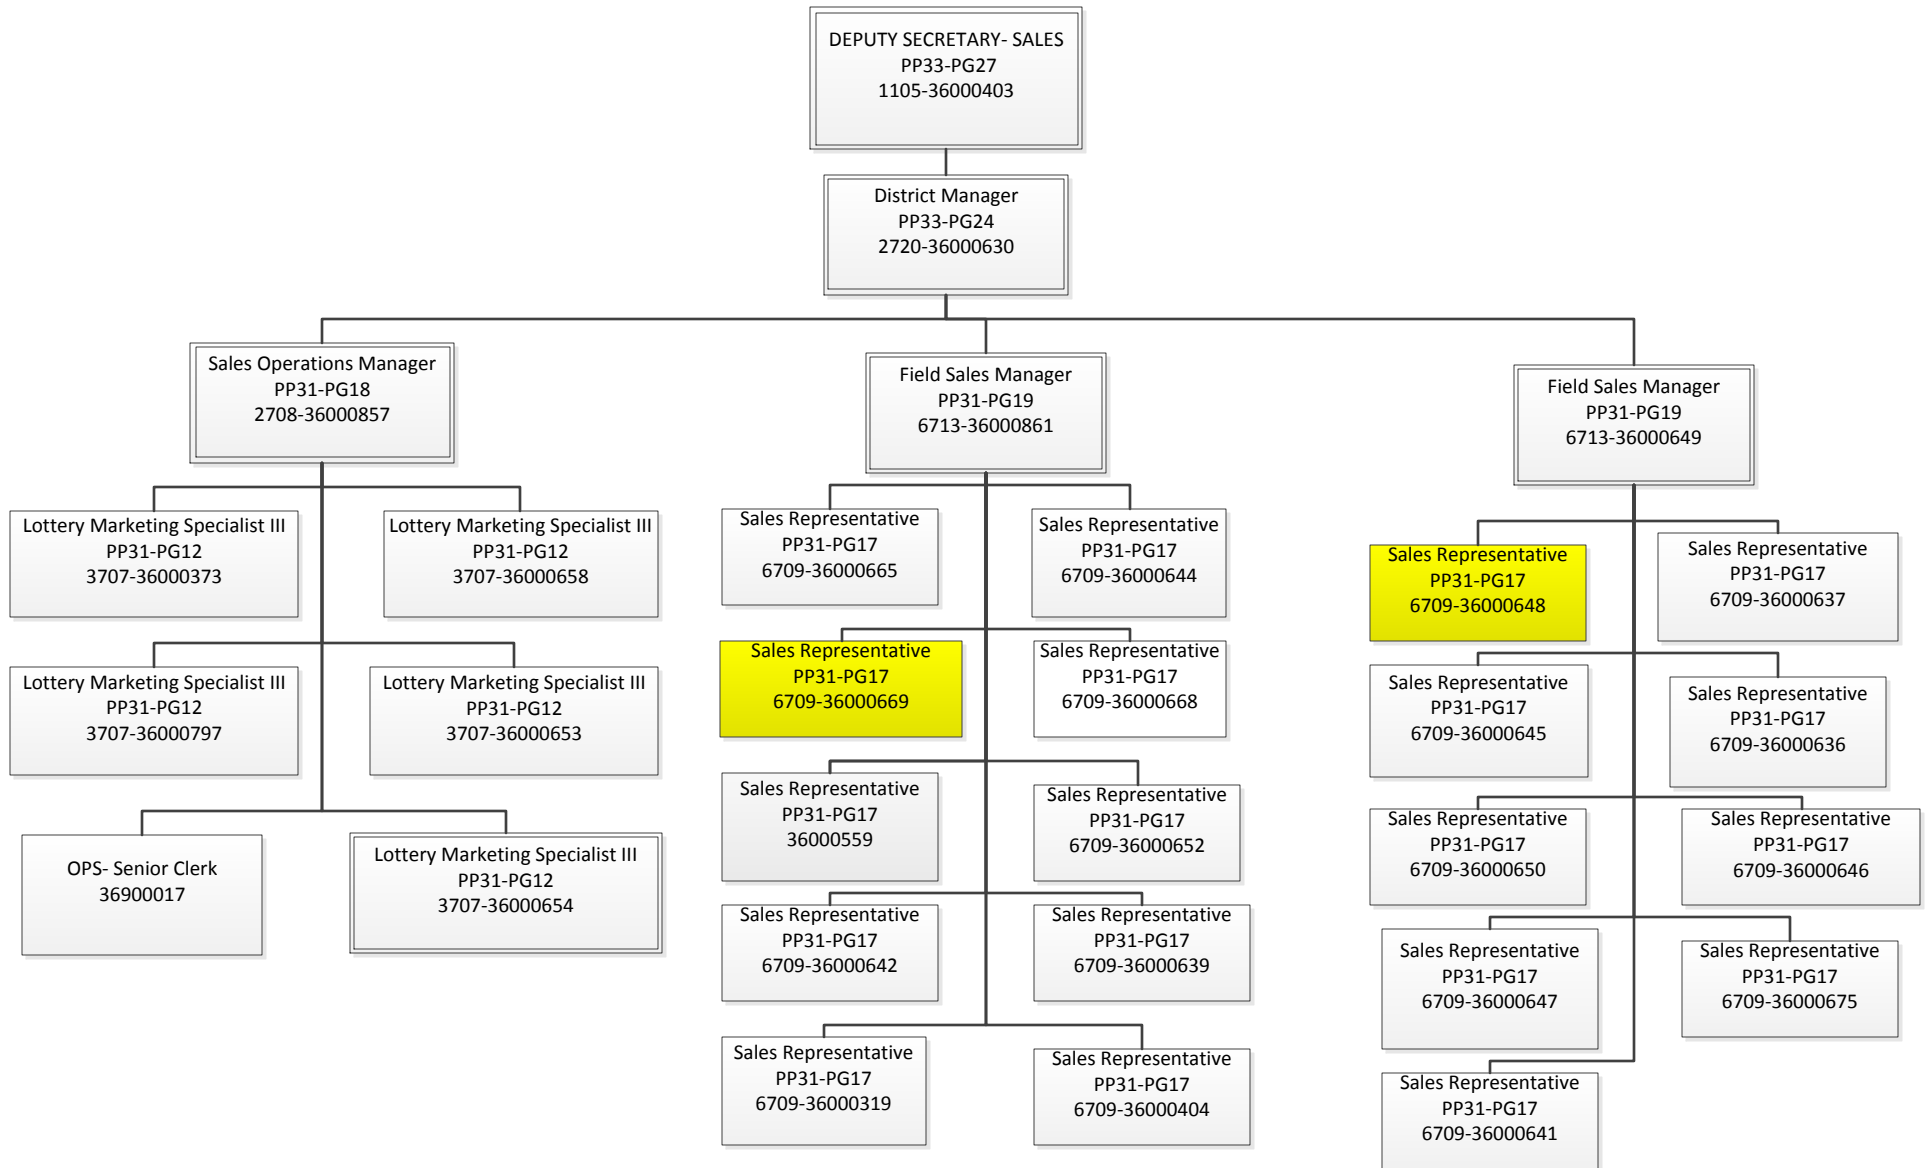 DEPUTY SECRETARY- SALES
PP33-PG27
1105-36000403
District Manager
PP33-PG24
2720-36000630
Sales Operations Manager
PP31-PG18
2708-36000857
Field Sales Manager
PP31-PG19
6713-36000861
Field Sales Manager
PP31-PG19
6713-36000649
Lottery Marketing Specialist III
PP31-PG12
3707-36000373
Lottery Marketing Specialist III
PP31-PG12
3707-36000658
Lottery Marketing Specialist III
PP31-PG12
3707-36000797
Lottery Marketing Specialist III
PP31-PG12
3707-36000653
OPS- Senior Clerk
36900017
Lottery Marketing Specialist III
PP31-PG12
3707-36000654
Sales Representative
PP31-PG17
6709-36000665
Sales Representative
PP31-PG17
6709-36000644
Sales Representative
PP31-PG17
6709-36000669
Sales Representative
PP31-PG17
6709-36000668
Sales Representative
PP31-PG17
36000559
Sales Representative
PP31-PG17
6709-36000652
Sales Representative
PP31-PG17
6709-36000642
Sales Representative
PP31-PG17
6709-36000639
Sales Representative
PP31-PG17
6709-36000319
Sales Representative
PP31-PG17
6709-36000404
Sales Representative
PP31-PG17
6709-36000648
Sales Representative
PP31-PG17
6709-36000637
Sales Representative
PP31-PG17
6709-36000645
Sales Representative
PP31-PG17
6709-36000636
Sales Representative
PP31-PG17
6709-36000650
Sales Representative
PP31-PG17
6709-36000646
Sales Representative
PP31-PG17
6709-36000647
Sales Representative
PP31-PG17
6709-36000675
Sales Representative
PP31-PG17
6709-36000641